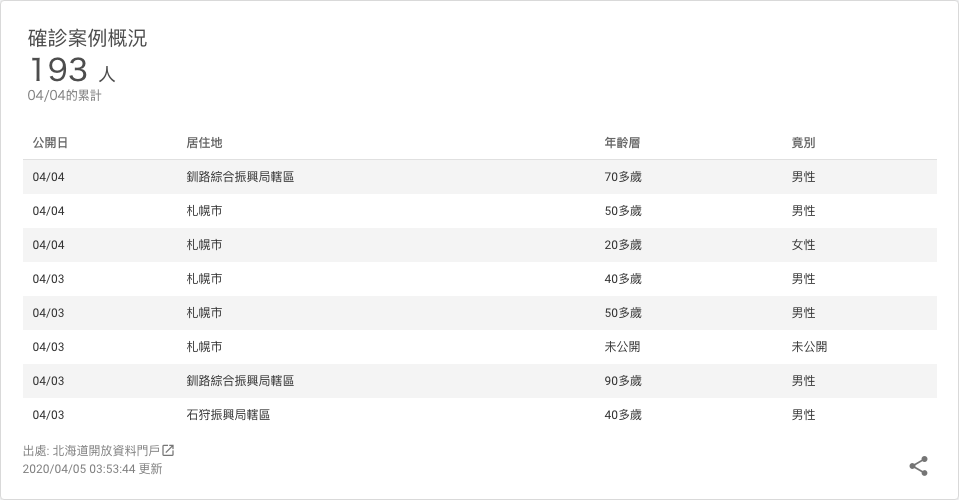 確診案例概況
193 人
04/04的累計
公開日 居住地 年齡層 竟別
04/04 釧路綜合振興局轄區 70多歲 男性
04/04 札幌市 50多歲 男性
04/04 札幌市 20多歲 女性
04/03 札幌市 40多歲 男性
04/03 札幌市 50多歲 男性
04/03 札幌市 未公開 未公開
04/03 釧路綜合振興局轄區 90多歲 男性
04/03 石狩振興局轄區 40多歲 男性
出處: 北海道開放資料門戶
2020/04/05 03:53:44 更新